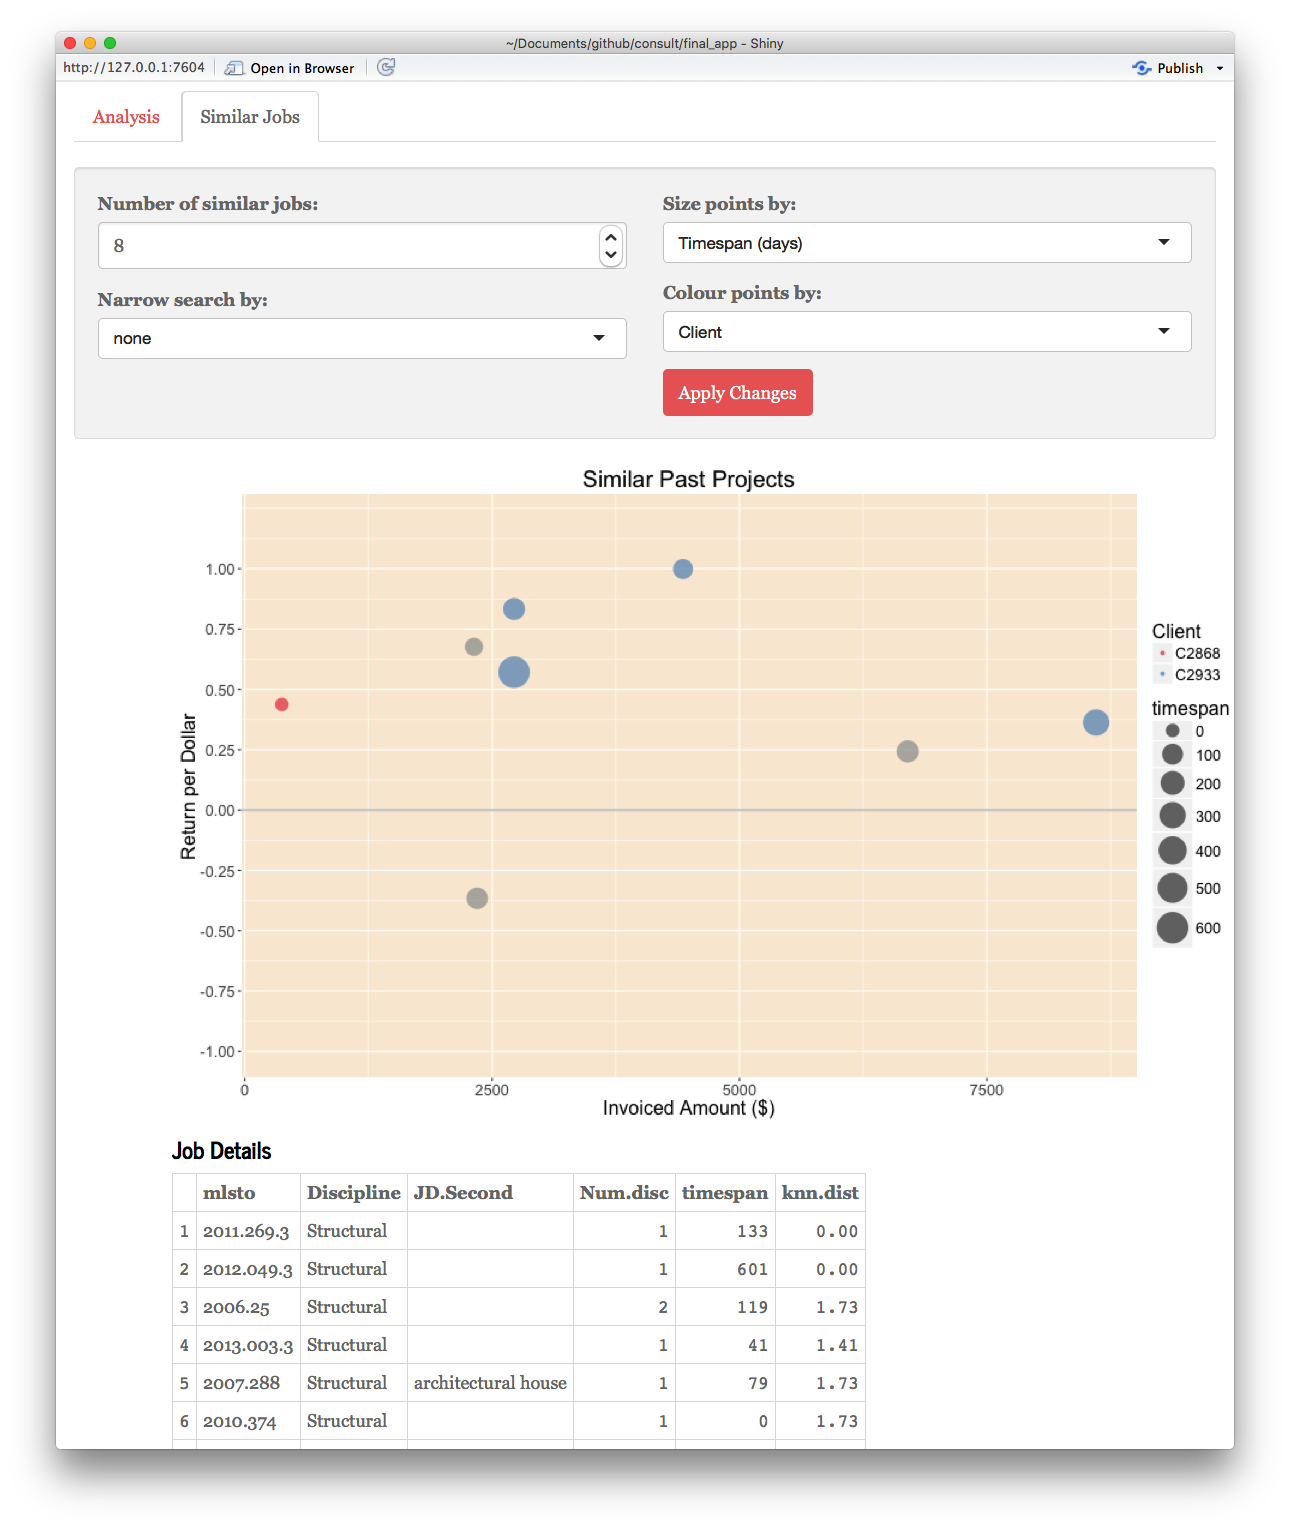 ~/Documents/github/consult/final_app - Shiny
http://127.0.0.1:7604 Open in Browser Publish
Analysis Similar Jobs
Number of similar jobs: Size points by:
8 Timespan (days)
Narrow search by: Colour points by:
none Client
Apply Changes
Similar Past Projects
1.00
0.75
0.50
0.25
0.00
-0.25
-0.50
-0.75
-1.00
Return per Dollar
0 2500 5000 7500
Invoiced Amount ($)
Client
C2868
C2933
timespan
0
100
200
300
400
500
600
Job Details
mlsto Discipline JD.Second Num.disc timespan knn.dist
1 2011.269.3 Structural 1 133 0.00
2 2012.049.3 Structural 1 601 0.00
3 2006.25 Structural 2 119 1.73
4 2013.003.3 Structural 1 41 1.41
5 2007.288 Structural architectural house 1 79 1.73
6 2010.374 Structural 1 0 1.73